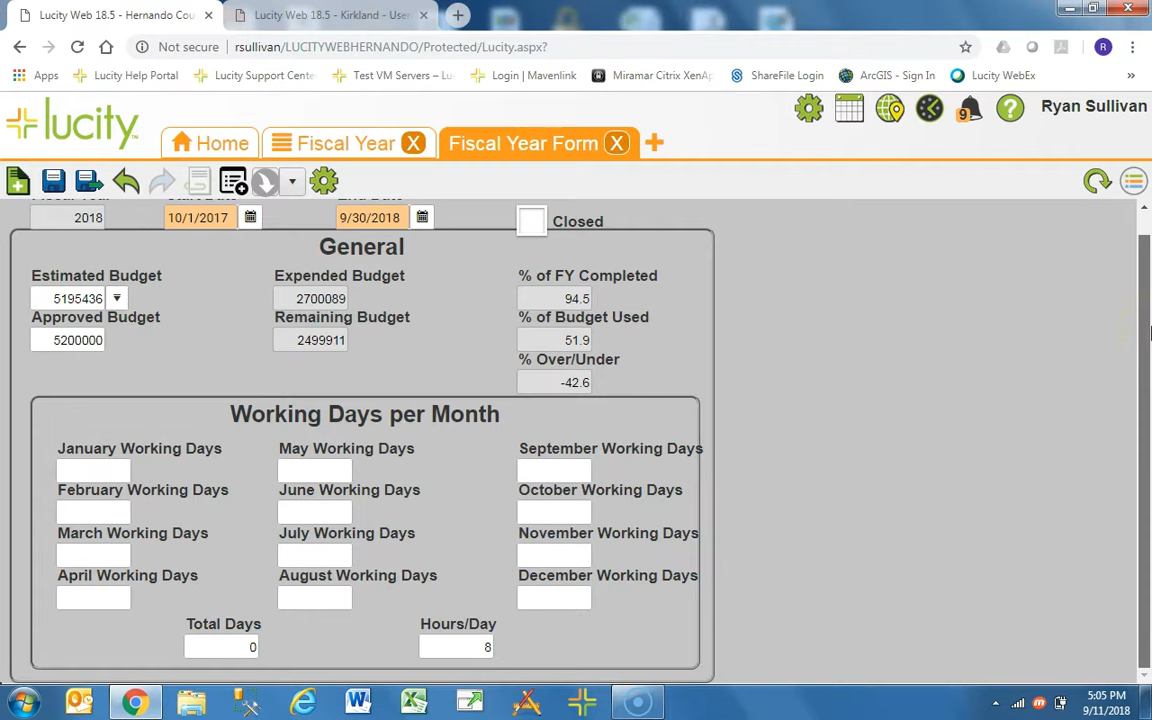 Lucity Web 18.5 - Hernando Cou × Lucity Web 18.5 - Kirkland - User ×
Not secure rsullivan/LUCITYWEBHERNANDO/Protected/Lucity.aspx? R
Apps Lucity Help Portal Lucity Support Cente Test VM Servers – Lu Login | Mavenlink Miramar Citrix XenAp ShareFile Login ArcGIS - Sign In Lucity WebEx »
lucity Home Fiscal Year X Fiscal Year Form X 9 ? Ryan Sullivan
2018 10/1/2017 9/30/2018 Closed
General
Estimated Budget Expended Budget % of FY Completed
5195436 2700089 94.5
Approved Budget Remaining Budget % of Budget Used
5200000 2499911 51.9
% Over/Under
-42.6
Working Days per Month
January Working Days May Working Days September Working Days
February Working Days June Working Days October Working Days
March Working Days July Working Days November Working Days
April Working Days August Working Days December Working Days
Total Days Hours/Day
0 8
5:05 PM
9/11/2018